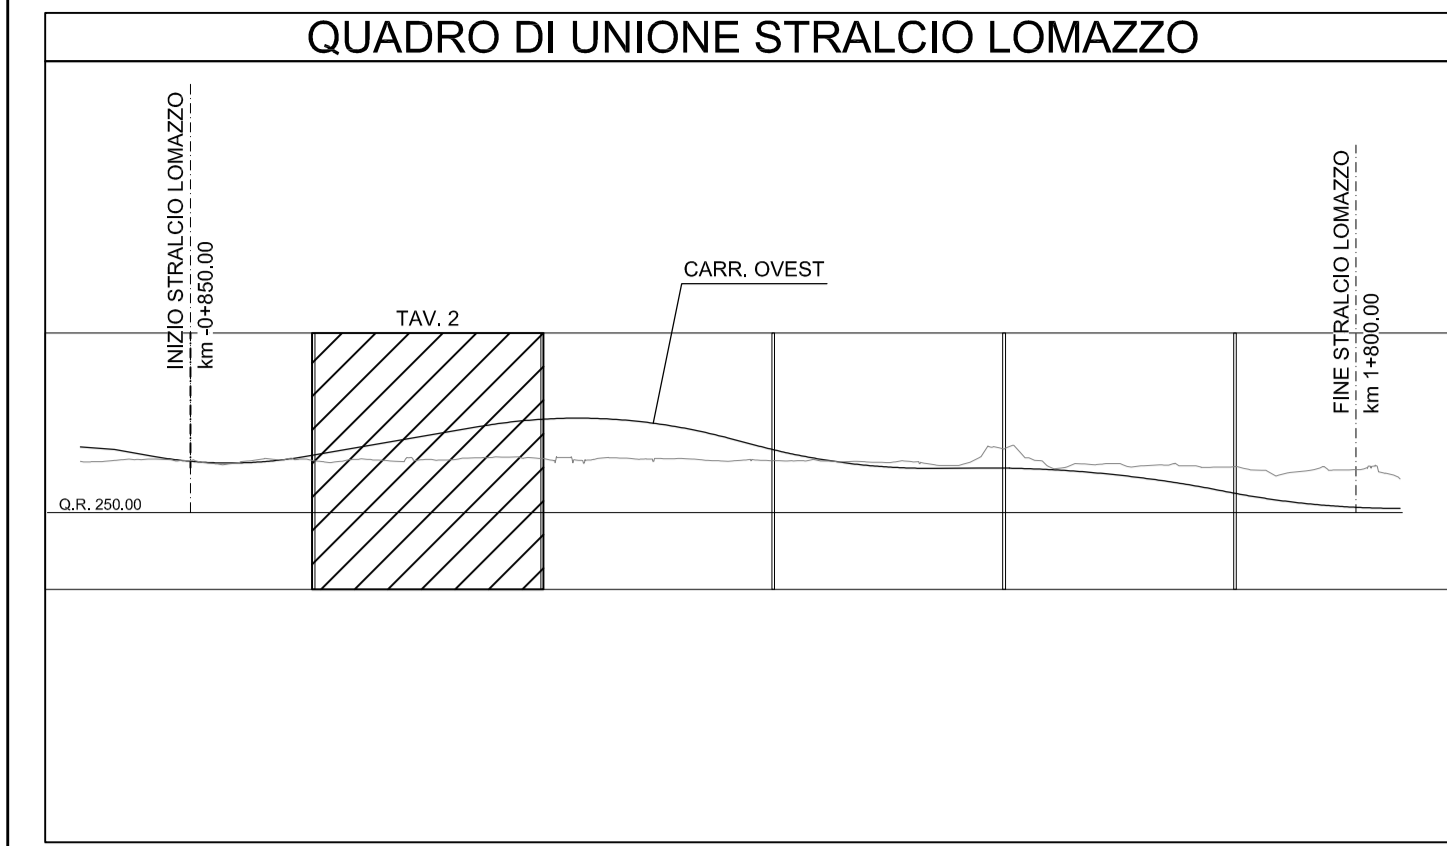 QUADRO DI UNIONE STRALCIO LOMAZZO
INIZIO STRALCIO LOMAZZO
km -0+850.00
TAV. 2
CARR. OVEST
FINE STRALCIO LOMAZZO
km 1+800.00
Q.R. 250.00